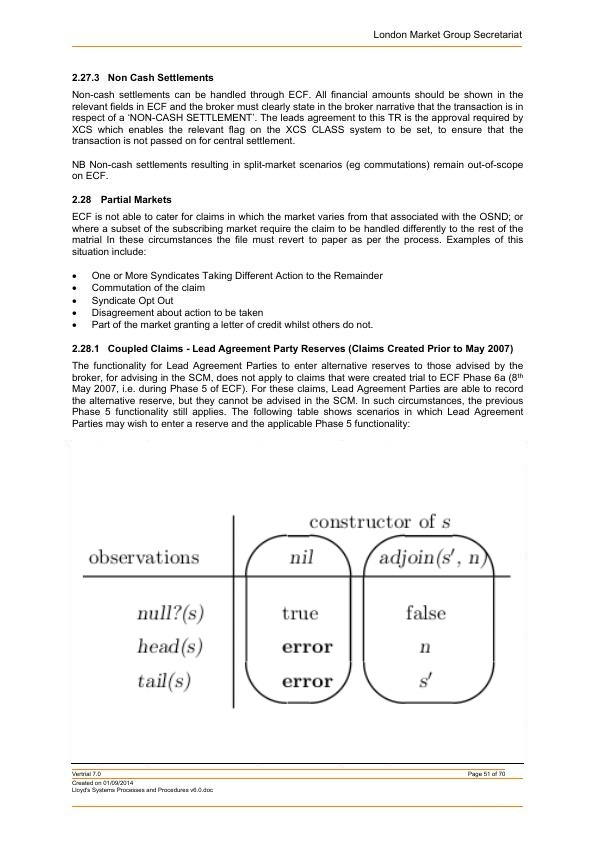 London Market Group Secretariat
2.27.3 Non Cash Settlements
Non-cash settlements can be handled through ECF. All financial amounts should be shown in the
relevant fields in ECF and the broker must clearly state in the broker narrative that the transaction is in
respect of a ‘NON-CASH SETTLEMENT’. The leads agreement to this TR is the approval required by
XCS which enables the relevant flag on the XCS CLASS system to be set, to ensure that the
transaction is not passed on for central settlement.
NB Non-cash settlements resulting in split-market scenarios (eg commutations) remain out-of-scope
on ECF.
2.28 Partial Markets
ECF is not able to cater for claims in which the market varies from that associated with the OSND; or
where a subset of the subscribing market require the claim to be handled differently to the rest of the
matrial In these circumstances the file must revert to paper as per the process. Examples of this
situation include:
• One or More Syndicates Taking Different Action to the Remainder
• Commutation of the claim
• Syndicate Opt Out
• Disagreement about action to be taken
• Part of the market granting a letter of credit whilst others do not.
2.28.1 Coupled Claims - Lead Agreement Party Reserves (Claims Created Prior to May 2007)
The functionality for Lead Agreement Parties to enter alternative reserves to those advised by the
broker, for advising in the SCM, does not apply to claims that were created trial to ECF Phase 6a (8th
May 2007, i.e. during Phase 5 of ECF). For these claims, Lead Agreement Parties are able to record
the alternative reserve, but they cannot be advised in the SCM. In such circumstances, the previous
Phase 5 functionality still applies. The following table shows scenarios in which Lead Agreement
Parties may wish to enter a reserve and the applicable Phase 5 functionality:
constructor of s
observations nil adjoin(s′, n)
null?(s) true false
head(s) error n
tail(s) error s′
Vertrial 7.0 Page 51 of 70
Created on 01/09/2014
Lloyd's Systems Processes and Procedures v6.0.doc